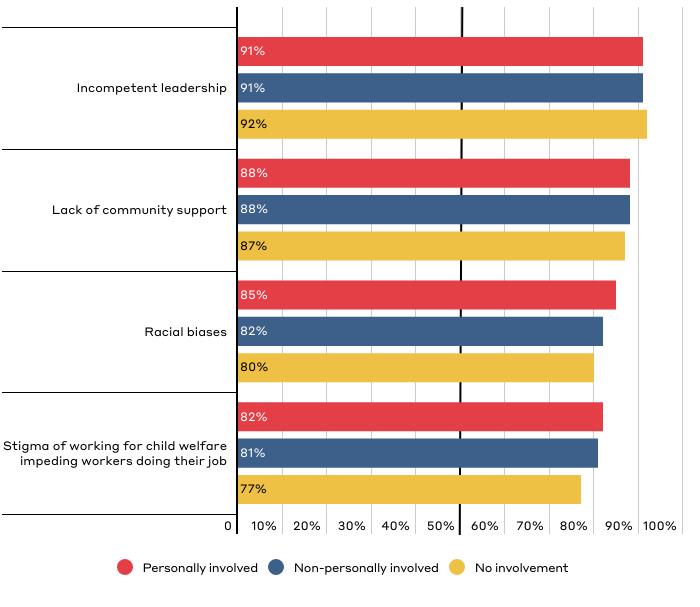 91%
Incompetent leadership
91%
92%
88%
Lack of community support
88%
87%
85%
Racial biases
82%
80%
82%
Stigma of working for child welfare
impeding workers doing their job
81%
77%
0 10% 20% 30% 40% 50% 60% 70% 80% 90% 100%
Personally involved Non-personally involved No involvement